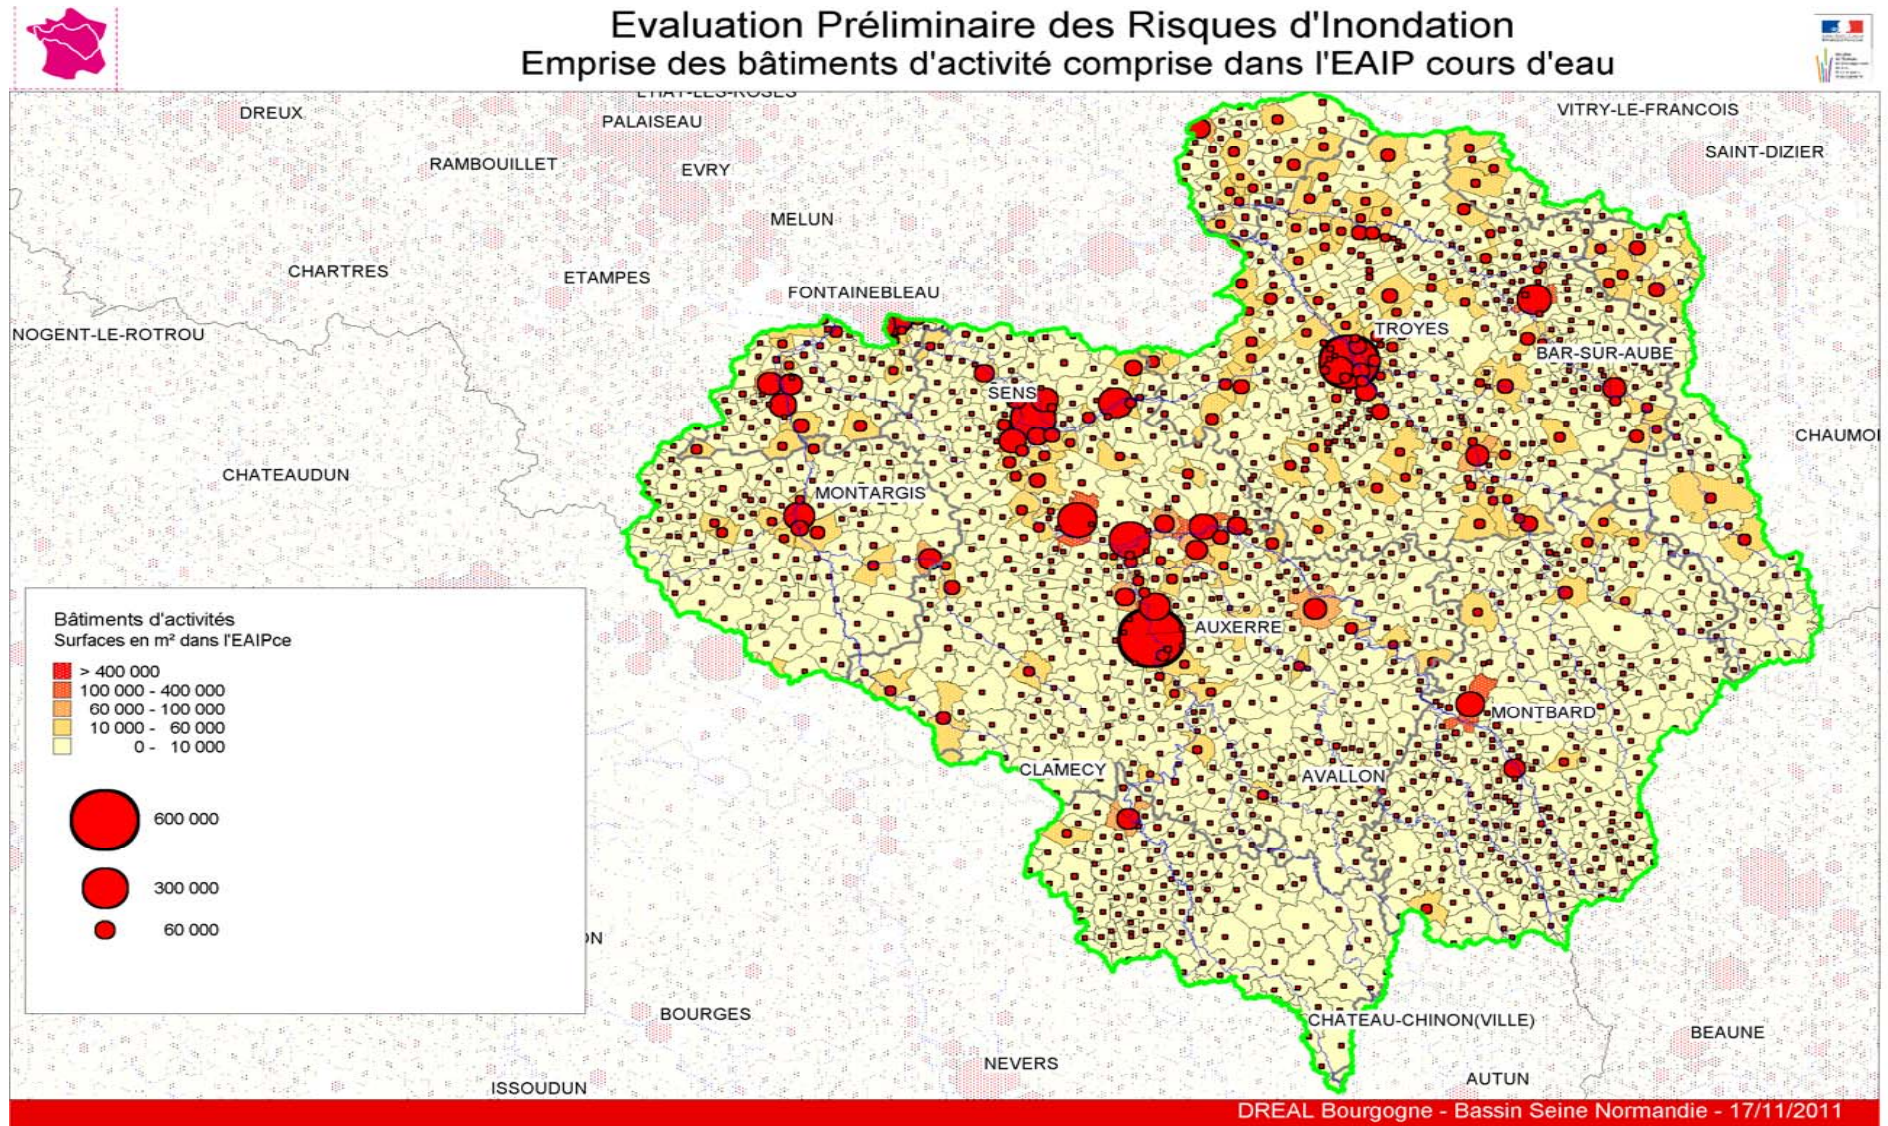 Evaluation Préliminaire des Risques d'Inondation
Emprise des bâtiments d'activité comprise dans l'EAIP cours d'eau
DREUX
PALAISEAU
VITRY-LE-FRANCOIS
RAMBOUILLET
EVRY
SAINT-DIZIER
MELUN
CHARTRES
ETAMPES
FONTAINEBLEAU
NOGENT-LE-ROTROU
TROYES
BAR-SUR-AUBE
SENS
CHAUMOI
CHATEAUDUN
MONTARGIS
AUXERRE
MONTBARD
CLAMECY
AVALLON
Bâtiments d'activités
Surfaces en m² dans l'EAIPce
> 400 000
100 000 - 400 000
60 000 - 100 000
10 000 - 60 000
0 - 10 000
600 000
300 000
60 000
ON
BOURGES
CHATEAU-CHINON(VILLE)
BEAUNE
NEVERS
AUTUN
ISSOUDUN
DREAL Bourgogne - Bassin Seine Normandie - 17/11/2011